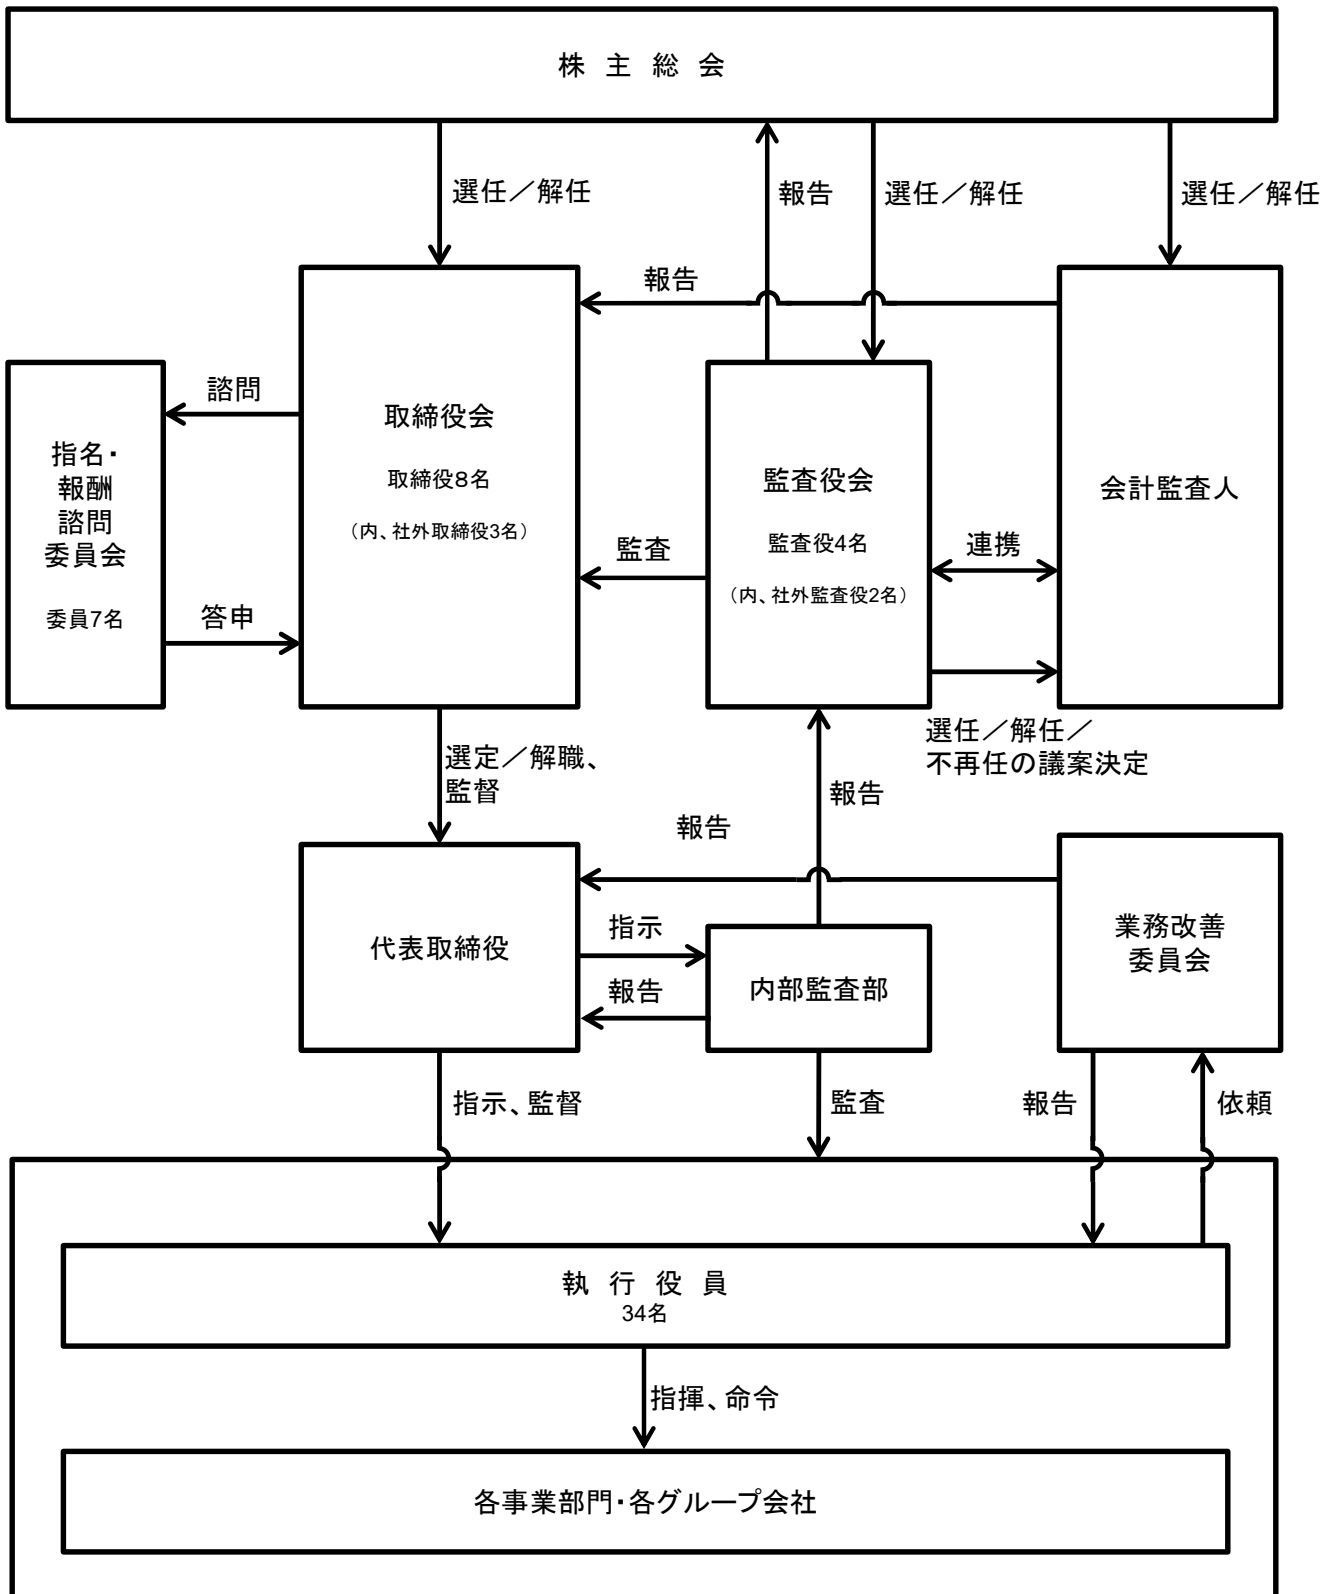 株 主 総 会
選任／解任
報告
選任／解任
選任／解任
報告
諮問
指名・
報酬
諮問
委員会
委員7名
答申
取締役会
取締役8名
（内、社外取締役3名）
監査
監査役会
監査役4名
（内、社外監査役2名）
連携
会計監査人
選定／解職、
監督
報告
選任／解任／
不再任の議案決定
報告
代表取締役
指示
報告
内部監査部
業務改善
委員会
指示、監督
監査
報告
依頼
執 行 役 員
34名
指揮、命令
各事業部門・各グループ会社